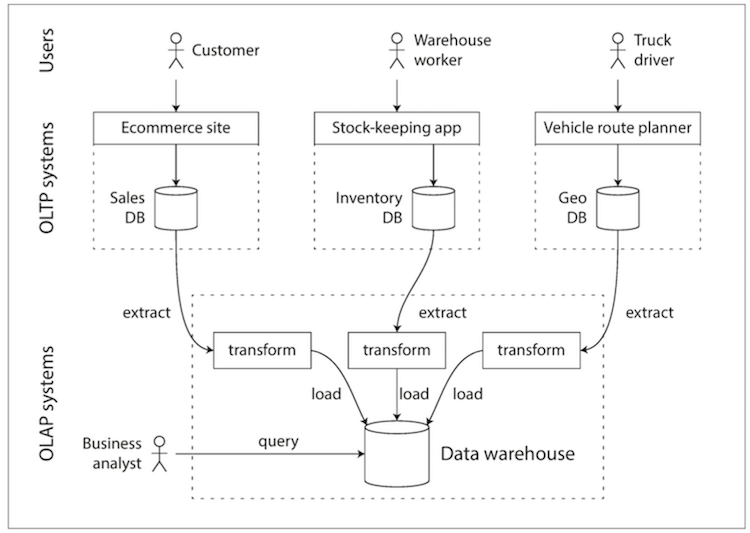 Users
Customer
Warehouse
worker
Truck
driver
OLTP systems
Ecommerce site
Stock-keeping app
Vehicle route planner
Sales
DB
Inventory
DB
Geo
DB
extract
extract
extract
OLAP systems
transform
transform
transform
load
load
load
Business
analyst
query
Data warehouse